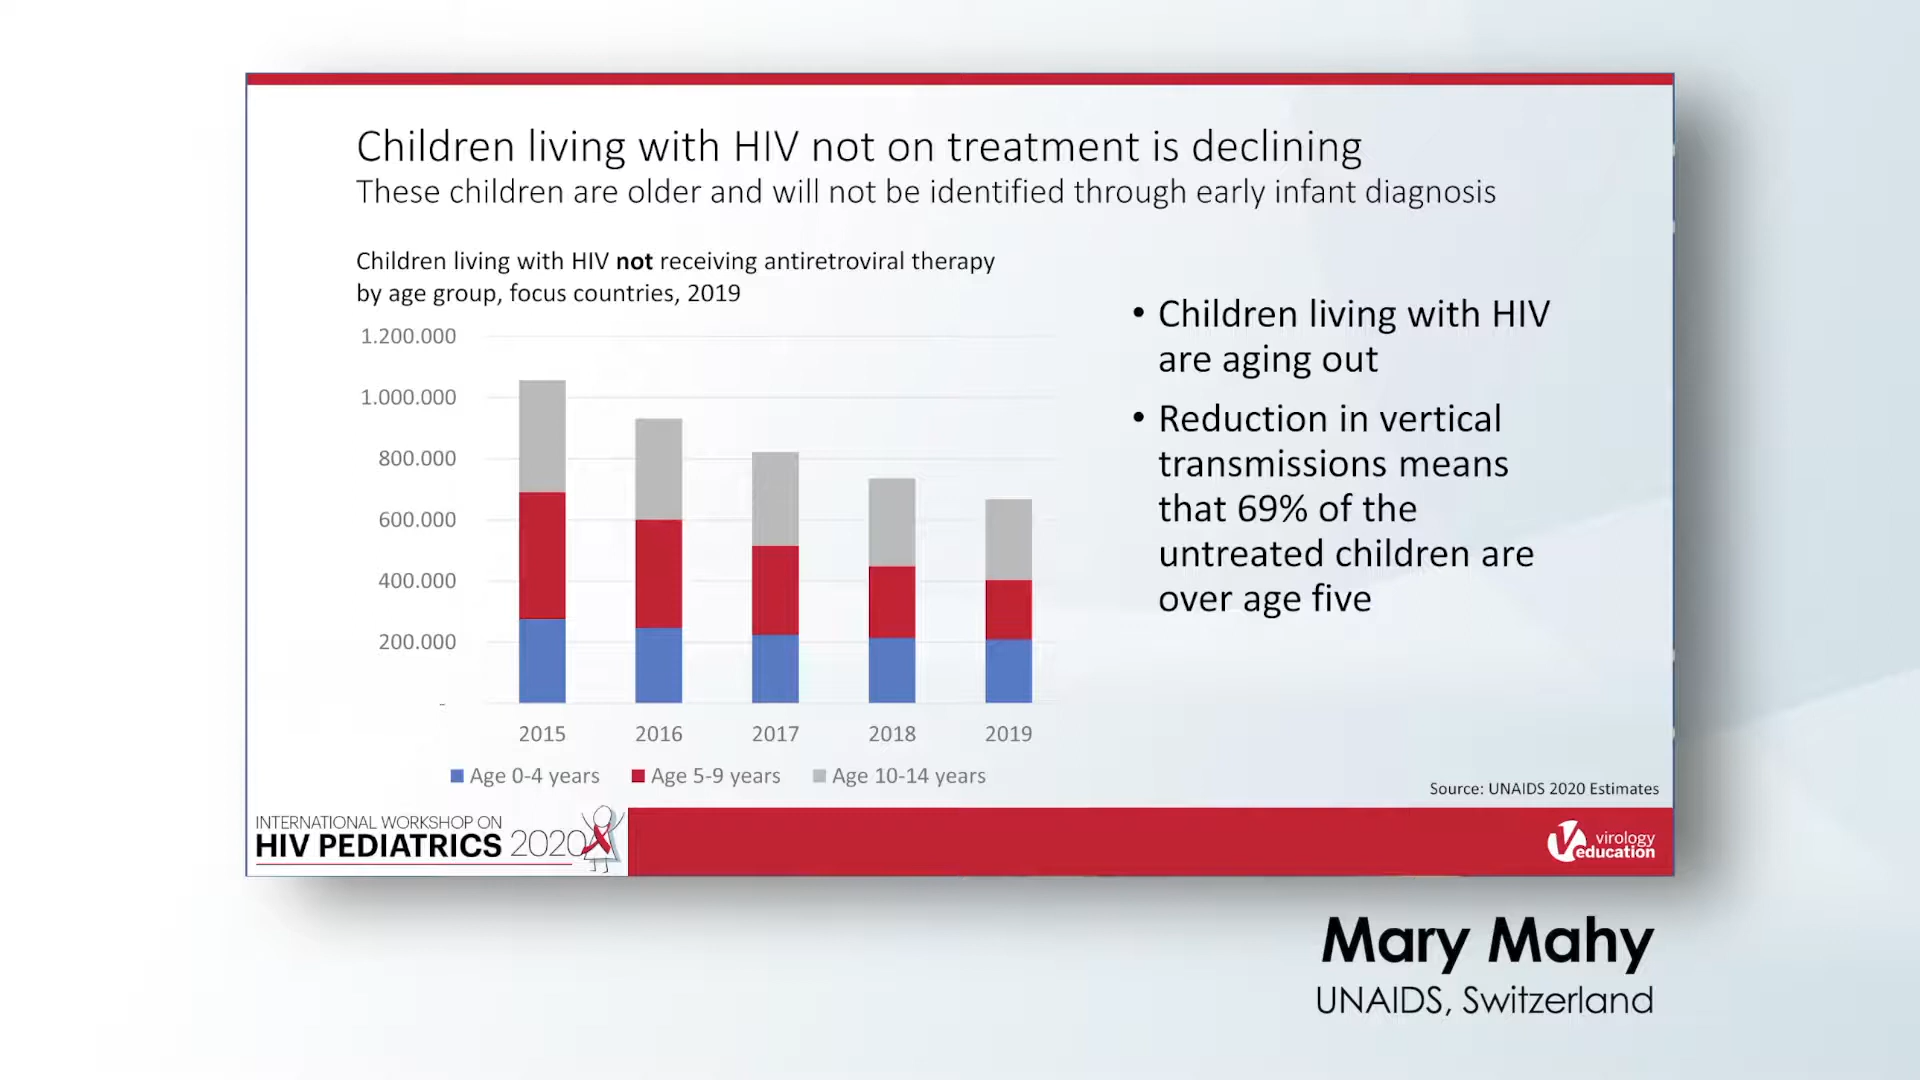 Children living with HIV not on treatment is declining
These children are older and will not be identified through early infant diagnosis
Children living with HIV not receiving antiretroviral therapy
by age group, focus countries, 2019
1.200.000
1.000.000
800.000
600.000
400.000
200.000
-
2015 2016 2017 2018 2019
Age 0-4 years Age 5-9 years Age 10-14 years
• Children living with HIV
are aging out
• Reduction in vertical
transmissions means
that 69% of the
untreated children are
over age five
Source: UNAIDS 2020 Estimates
INTERNATIONAL WORKSHOP ON
HIV PEDIATRICS 2020
virology
education
Mary Mahy
UNAIDS, Switzerland